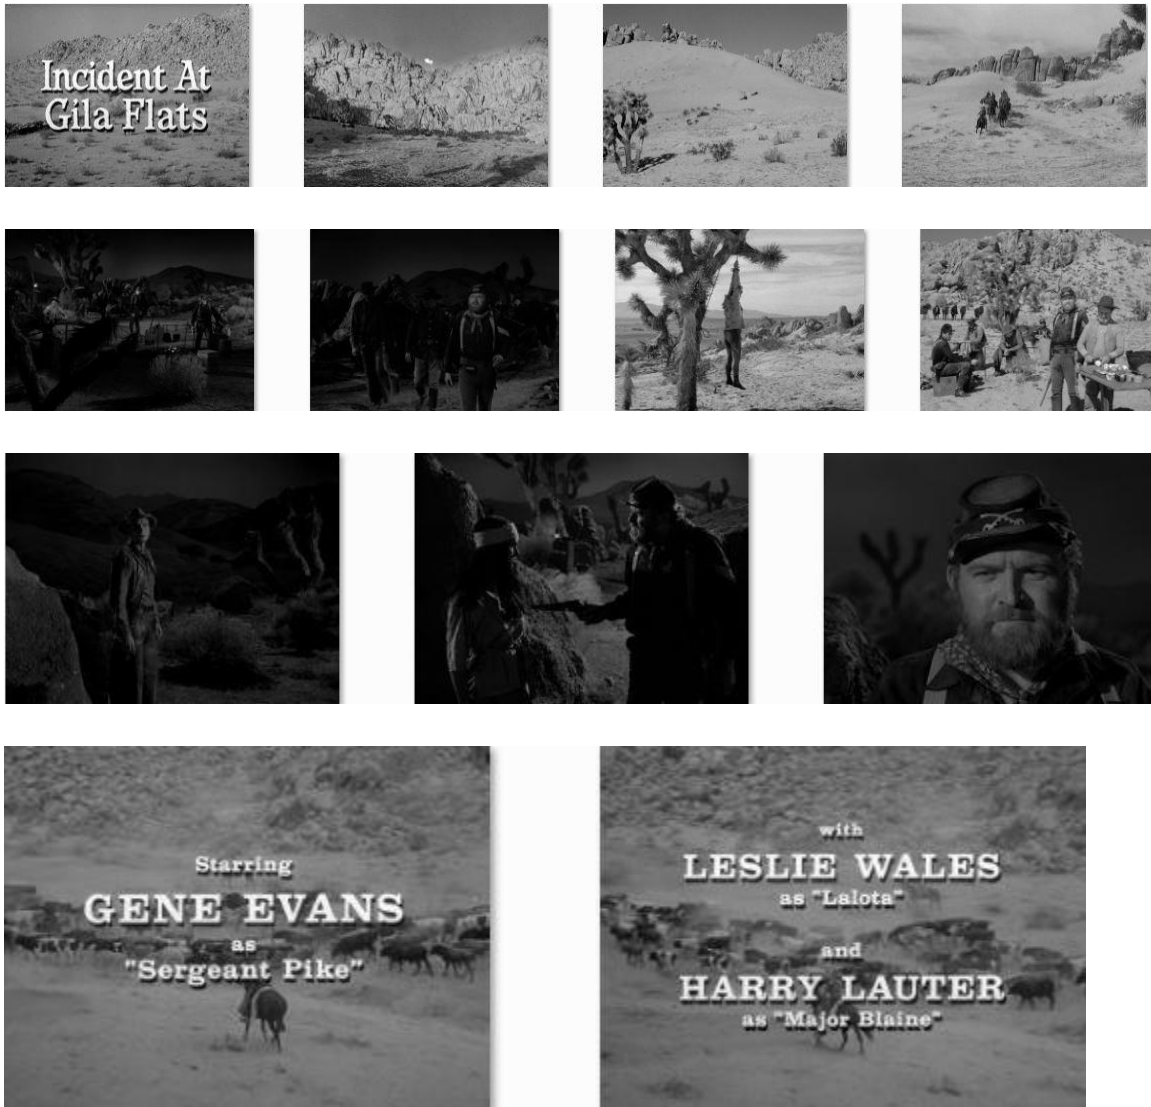 Incident At
Gila Flats
Starring
GENE EVANS
as
"Sergeant Pike"
with
LESLIE WALES
as "Lalota"
and
HARRY LAUTER
as "Major Blaine"